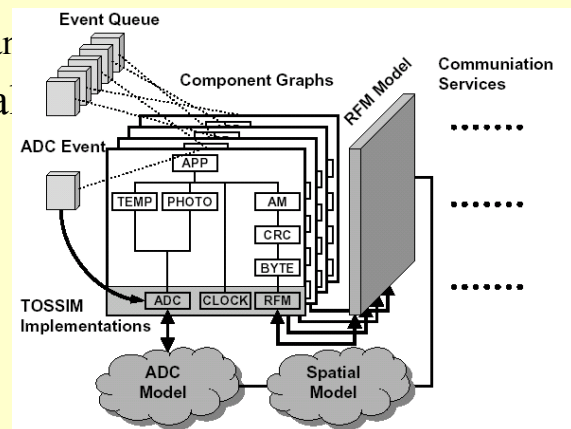 Event Queue
Component Graphs
RFM Model
Communiation
Services
ADC Event
APP
TEMP
PHOTO
AM
CRC
BYTE
TOSSIM
Implementations
ADC
CLOCK
RFM
ADC
Model
Spatial
Model